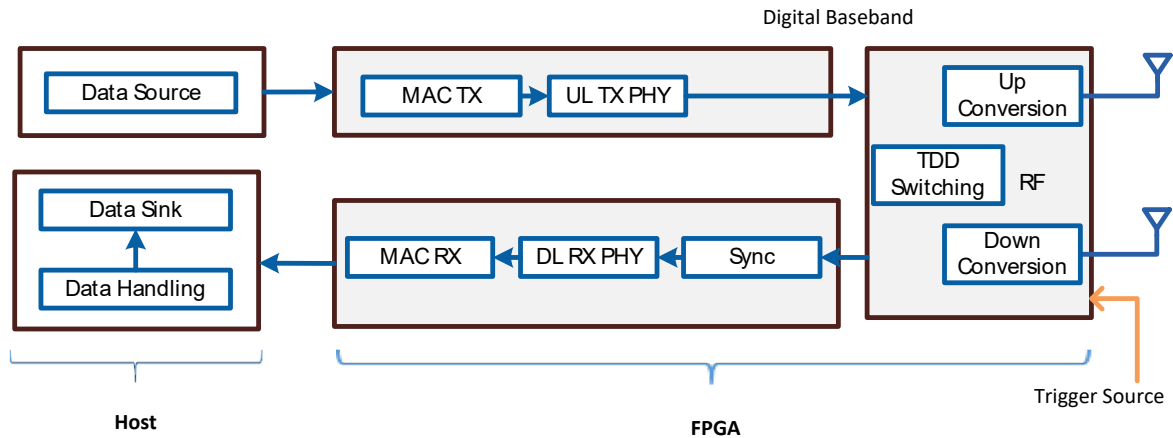 Digital Baseband
Data Source
MAC TX
UL TX PHY
Up
Conversion
TDD
Switching
RF
Data Sink
Data Handling
MAC RX
DL RX PHY
Sync
Down
Conversion
Trigger Source
Host
FPGA